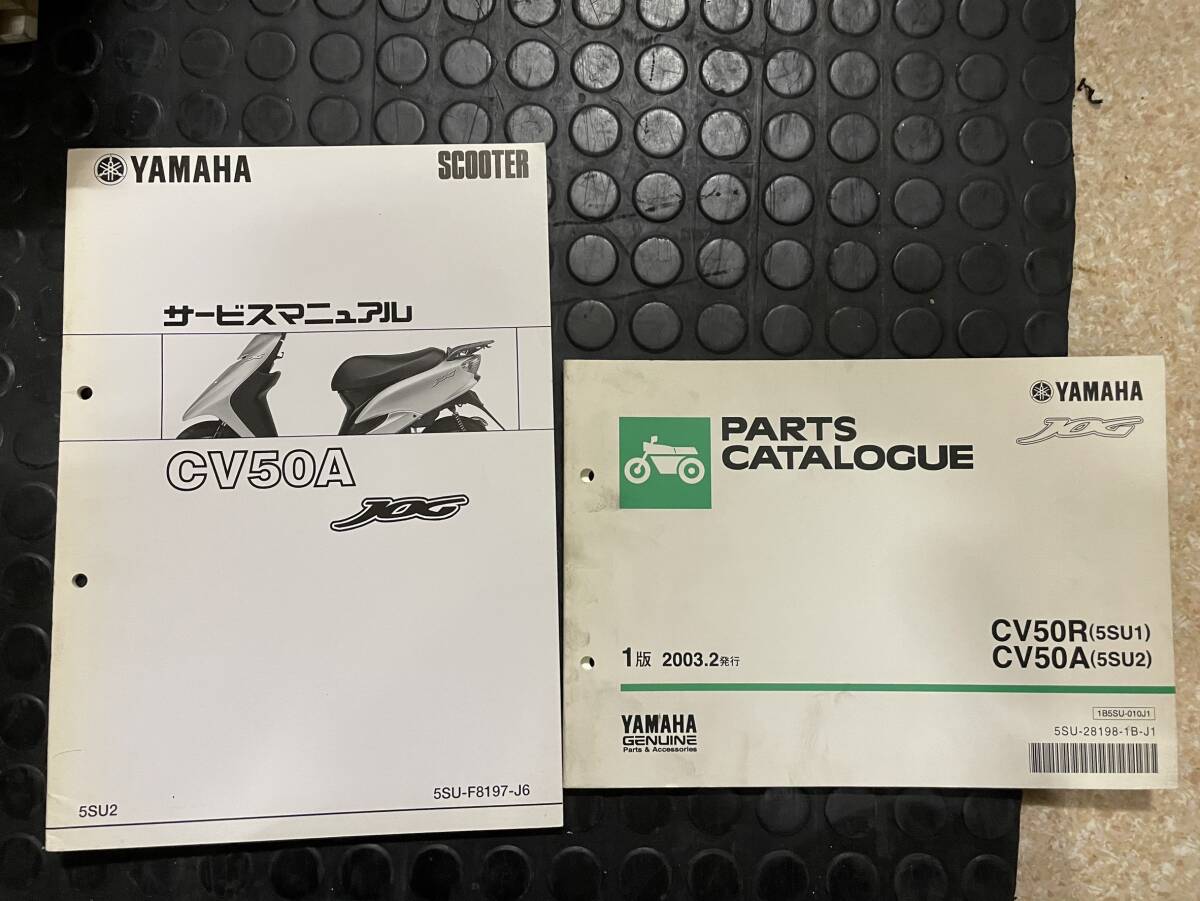 YAMAHA
SCOOTER
サービスマニュアル
CV50A
JOG
5SU2
5SU-F8197-J6
YAMAHA
JOG
PARTS
CATALOGUE
CV50R(5SU1)
CV50A(5SU2)
1版 2003.2発行
YAMAHA
GENUINE
Parts & Accessories
1B5SU-010J1
5SU-28198-1B-J1